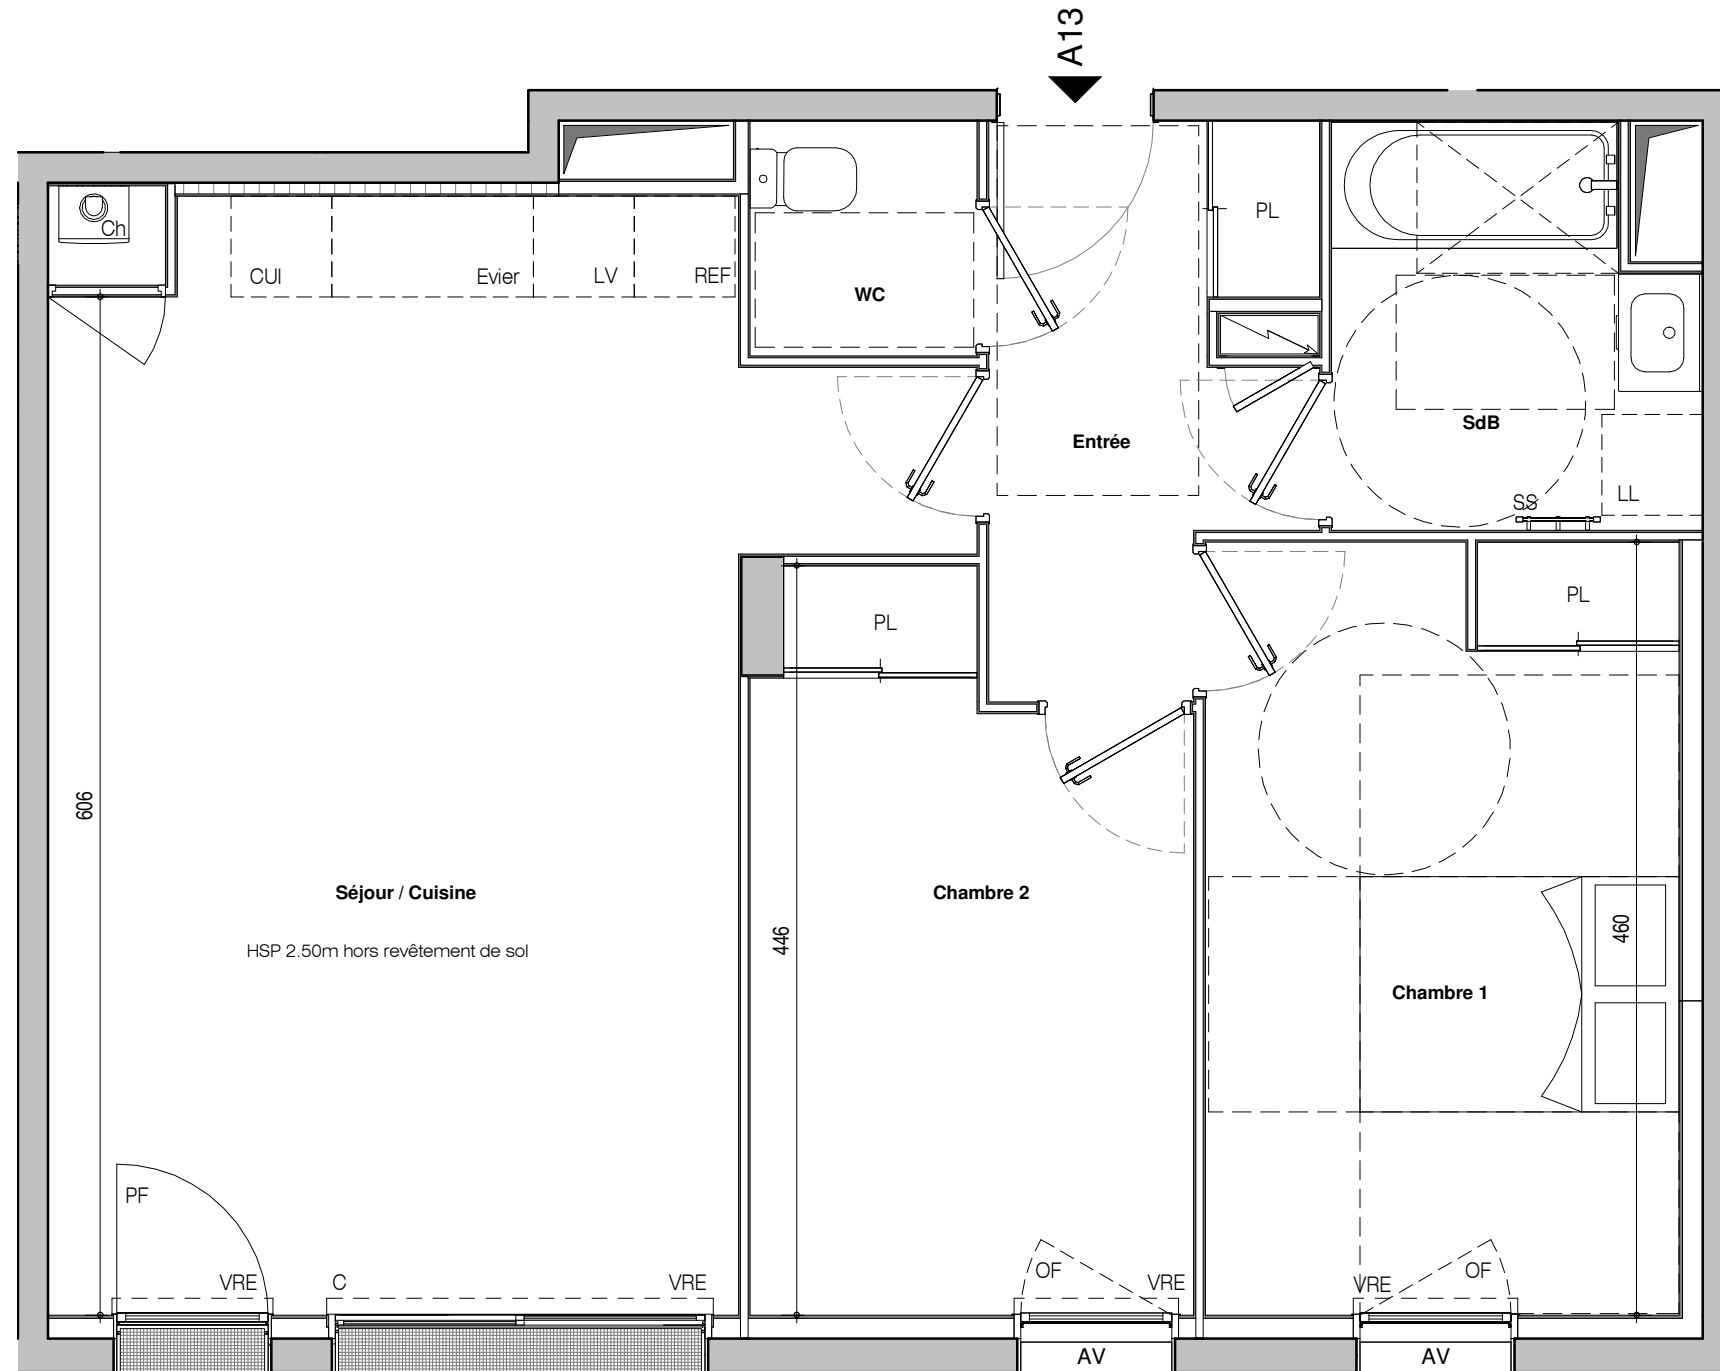 A13
Ch
CUI
Evier
LV
REF
WC
PL
Entrée
SdB
SS
LL
PL
PL
606
Séjour / Cuisine
HSP 2.50m hors revêtement de sol
446
Chambre 2
460
Chambre 1
PF
VRE
C
VRE
OF
VRE
VRE
OF
AV
AV